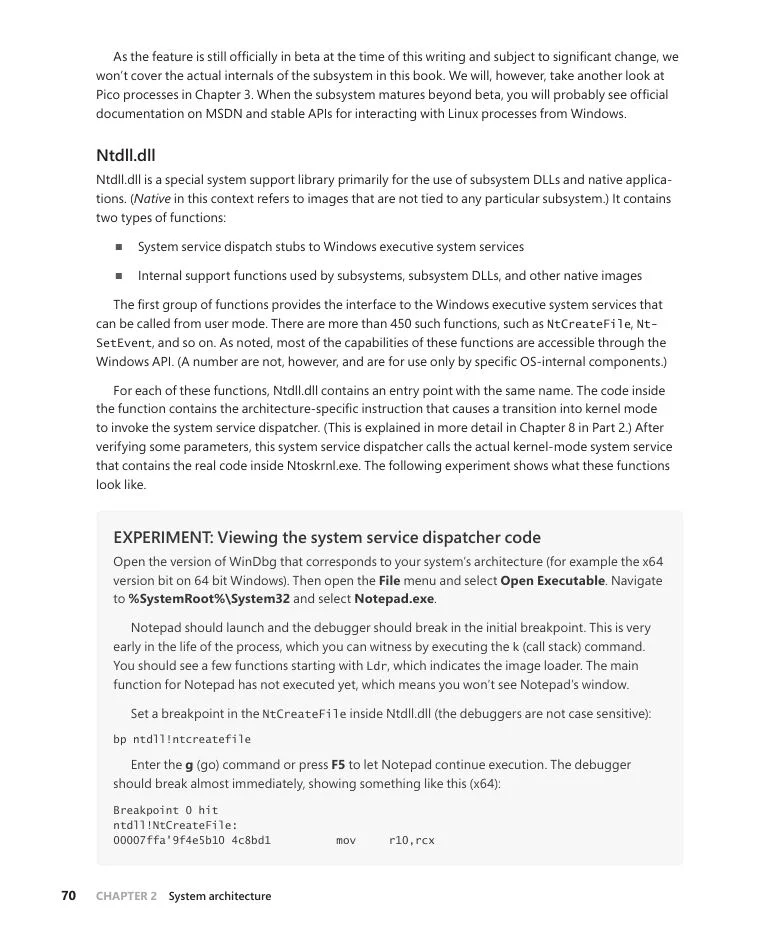 As the feature is still officially in beta at the time of this writing and subject to significant change, we
won't cover the actual internals of the subsystem in this book. We will, however, take another look at
Pico processes in Chapter 3. When the subsystem matures beyond beta, you will probably see official
documentation on MSDN and stable APIs for interacting with Linux processes from Windows.
Ntdll.dll
Ntdll.dll is a special system support library primarily for the use of subsystem DLLs and native applica-
tions. (Native in this context refers to images that are not tied to any particular subsystem.) It contains
two types of functions:
■ System service dispatch stubs to Windows executive system services
■ Internal support functions used by subsystems, subsystem DLLs, and other native images
The first group of functions provides the interface to the Windows executive system services that
can be called from user mode. There are more than 450 such functions, such as NtCreateFile, Nt-
SetEvent, and so on. As noted, most of the capabilities of these functions are accessible through the
Windows API. (A number are not, however, and are for use only by specific OS-internal components.)
For each of these functions, Ntdll.dll contains an entry point with the same name. The code inside
the function contains the architecture-specific instruction that causes a transition into kernel mode
to invoke the system service dispatcher. (This is explained in more detail in Chapter 8 in Part 2.) After
verifying some parameters, this system service dispatcher calls the actual kernel-mode system service
that contains the real code inside Ntoskrnl.exe. The following experiment shows what these functions
look like.
EXPERIMENT: Viewing the system service dispatcher code
Open the version of WinDbg that corresponds to your system's architecture (for example the x64
version bit on 64 bit Windows). Then open the File menu and select Open Executable. Navigate
to %SystemRoot%\System32 and select Notepad.exe.
Notepad should launch and the debugger should break in the initial breakpoint. This is very
early in the life of the process, which you can witness by executing the k (call stack) command.
You should see a few functions starting with Ldr, which indicates the image loader. The main
function for Notepad has not executed yet, which means you won't see Notepad's window.
Set a breakpoint in the NtCreateFile inside Ntdll.dll (the debuggers are not case sensitive):
bp ntdll!ntcreatefile
Enter the g (go) command or press F5 to let Notepad continue execution. The debugger
should break almost immediately, showing something like this (x64):
Breakpoint 0 hit
ntdll!NtCreateFile:
00007ffa'9f4e5b10 4c8bd1 mov r10,rcx
70 CHAPTER 2 System architecture